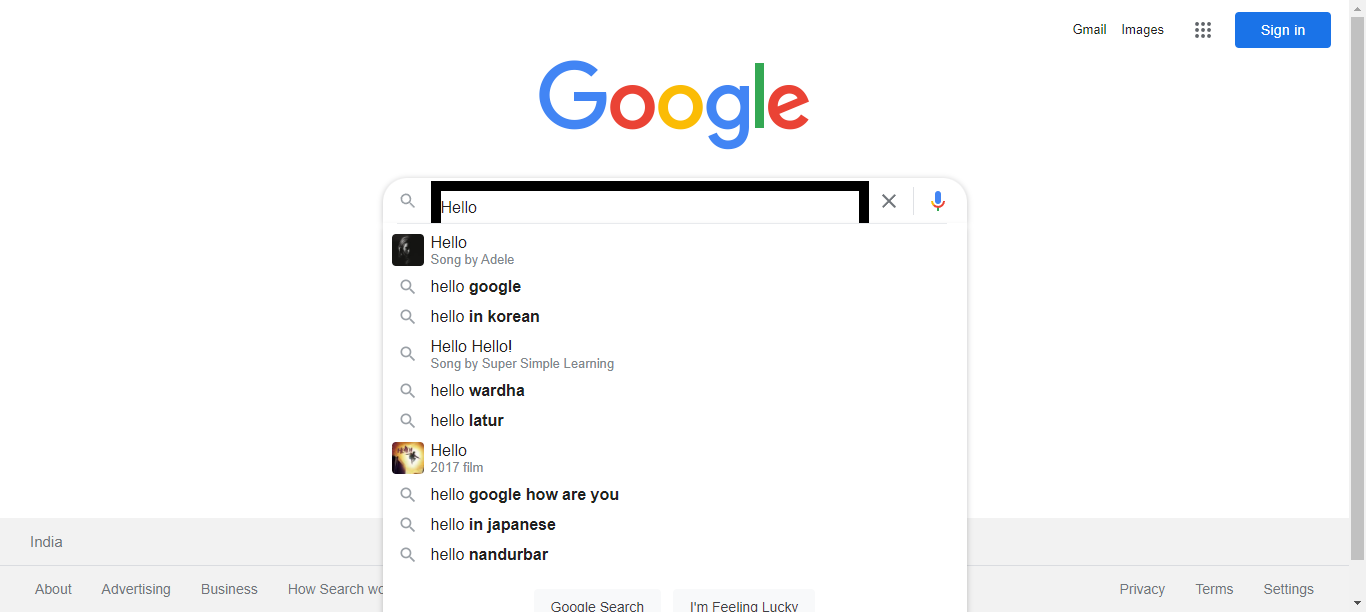 Gmail Images Sign in
Google
Hello
Hello
Song by Adele
hello google
hello in korean
Hello Hello!
Song by Super Simple Learning
hello wardha
hello latur
Hello
2017 film
hello google how are you
hello in japanese
hello nandurbar
India
About Advertising Business How Search wo
Privacy Terms Settings
Google Search I'm Feeling Lucky